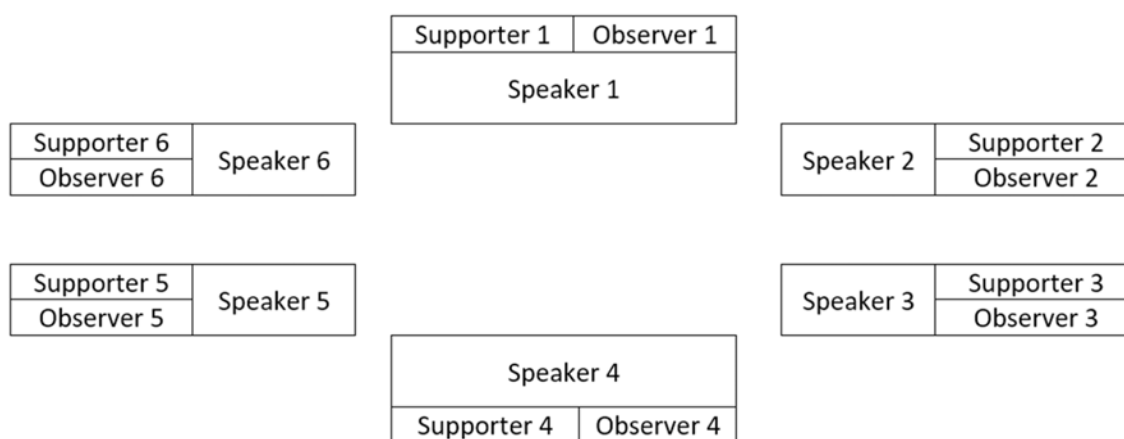 Supporter 1 Observer 1
Speaker 1
Supporter 6
Observer 6
Speaker 6
Speaker 2
Supporter 2
Observer 2
Supporter 5
Observer 5
Speaker 5
Speaker 3
Supporter 3
Observer 3
Speaker 4
Supporter 4 Observer 4